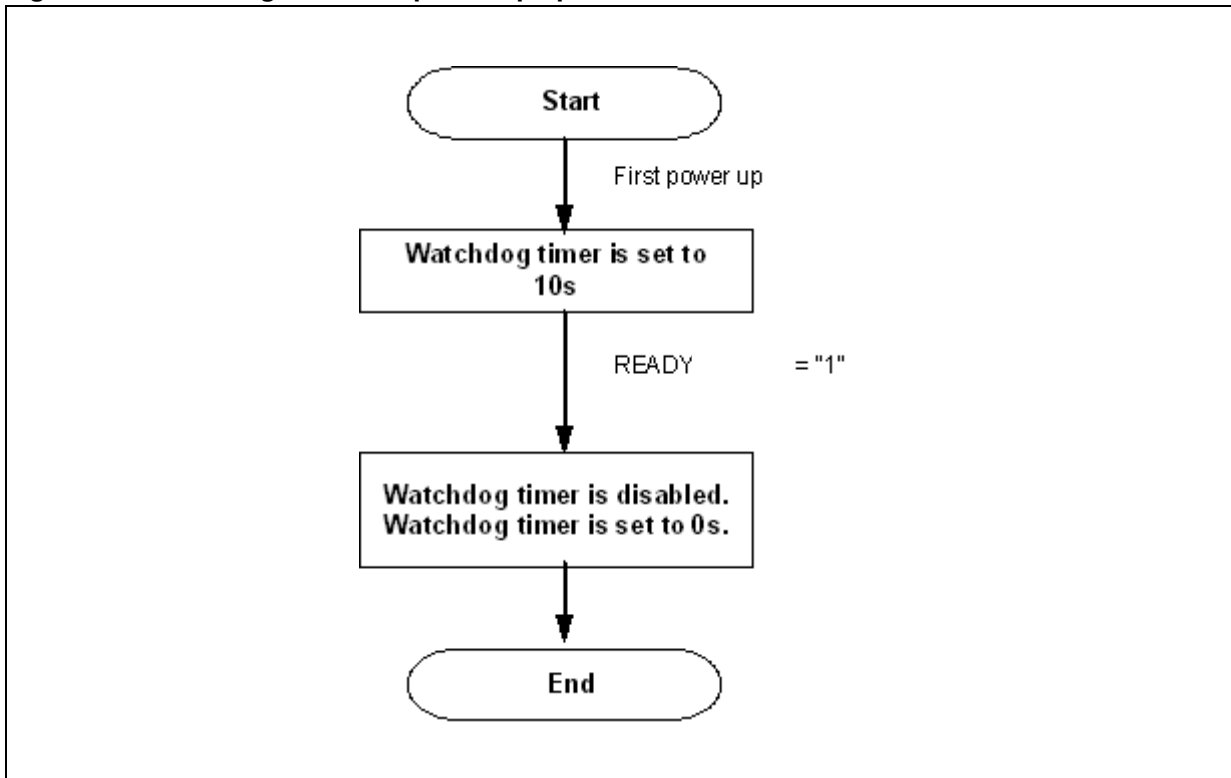 Start
First power up
Watchdog timer is set to
10s
READY = "1"
Watchdog timer is disabled.
Watchdog timer is set to 0s.
End